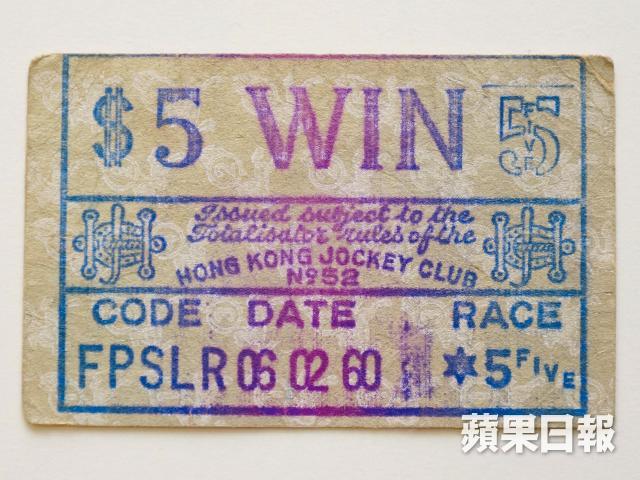 $5 WIN 5 FIVE
Issued subject to the
Totalisator Rules of the
HONG KONG JOCKEY CLUB
Nº52
CODE DATE RACE
FPSLR 06 02 60 5 FIVE
蘋果日報